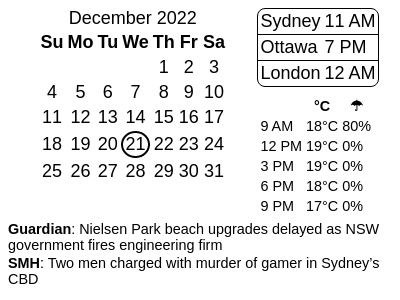 December 2022
Su Mo Tu We Th Fr Sa
1 2 3
4 5 6 7 8 9 10
11 12 13 14 15 16 17
18 19 20 21 22 23 24
25 26 27 28 29 30 31
Sydney 11 AM
Ottawa 7 PM
London 12 AM
°C ☂
9 AM 18°C 80%
12 PM 19°C 0%
3 PM 19°C 0%
6 PM 18°C 0%
9 PM 17°C 0%
Guardian: Nielsen Park beach upgrades delayed as NSW
government fires engineering firm
SMH: Two men charged with murder of gamer in Sydney’s
CBD